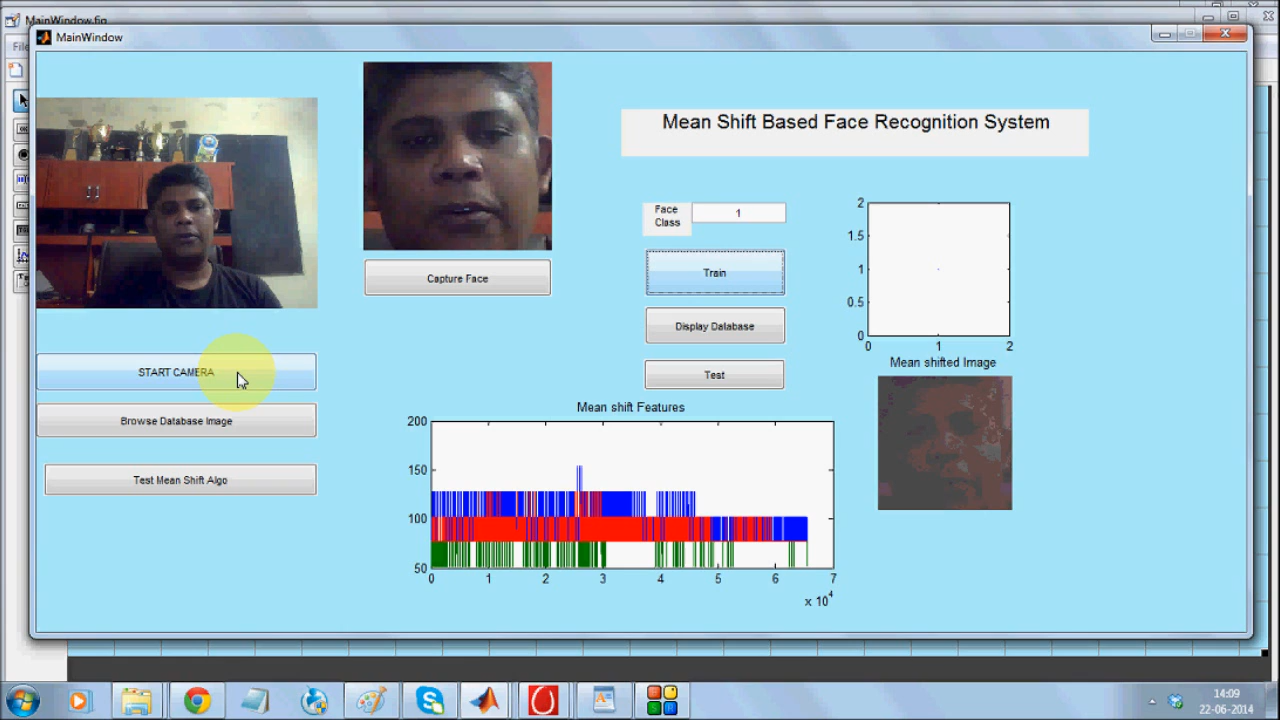 MainWindow.fig
MainWindow
File
Mean Shift Based Face Recognition System
Face
Class
1
Capture Face
Train
Display Database
Test
START CAMERA
Browse Database Image
Test Mean Shift Algo
2
1.5
1
0.5
0
0
1
2
Mean shifted Image
Mean shift Features
200
150
100
50
0
1
2
3
4
5
6
7
x 10⁴
14:09
22-06-2014